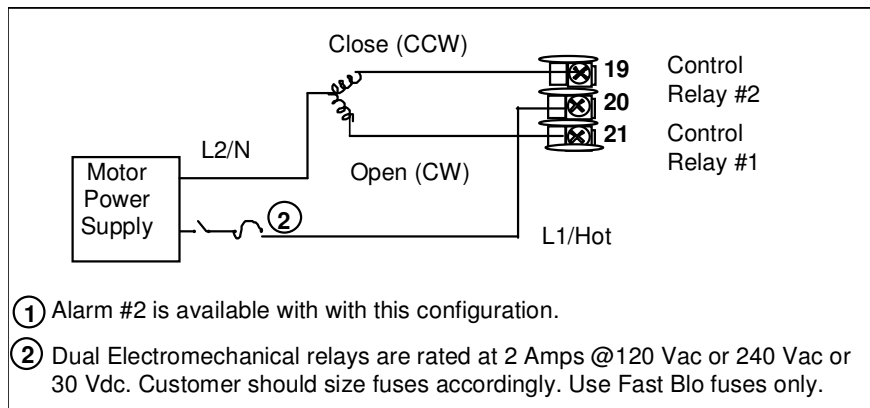 Close (CCW)
19 Control
Relay #2
20
21 Control
Relay #1
L2/N
Open (CW)
Motor
Power
Supply
2
L1/Hot
1 Alarm #2 is available with with this configuration.
2 Dual Electromechanical relays are rated at 2 Amps @120 Vac or 240 Vac or
30 Vdc. Customer should size fuses accordingly. Use Fast Blo fuses only.